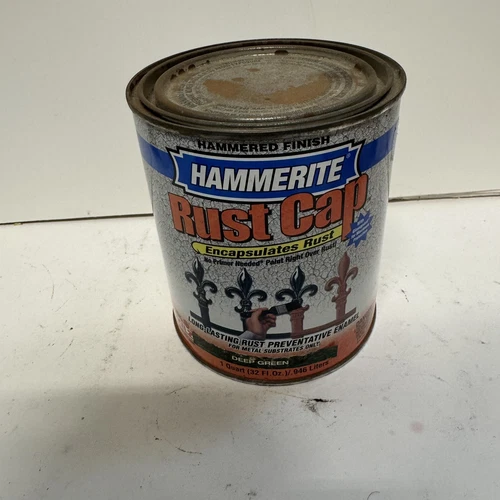 HAMMERED FINISH
HAMMERITE
Rust Cap
Encapsulates Rust
No Primer Needed* Paint Right Over Rust!
LONG LASTING RUST PREVENTATIVE ENAMEL
FOR METAL SUBSTRATES ONLY
DEEP GREEN
1 Quart (32 Fl.Oz.)/.946 Liters